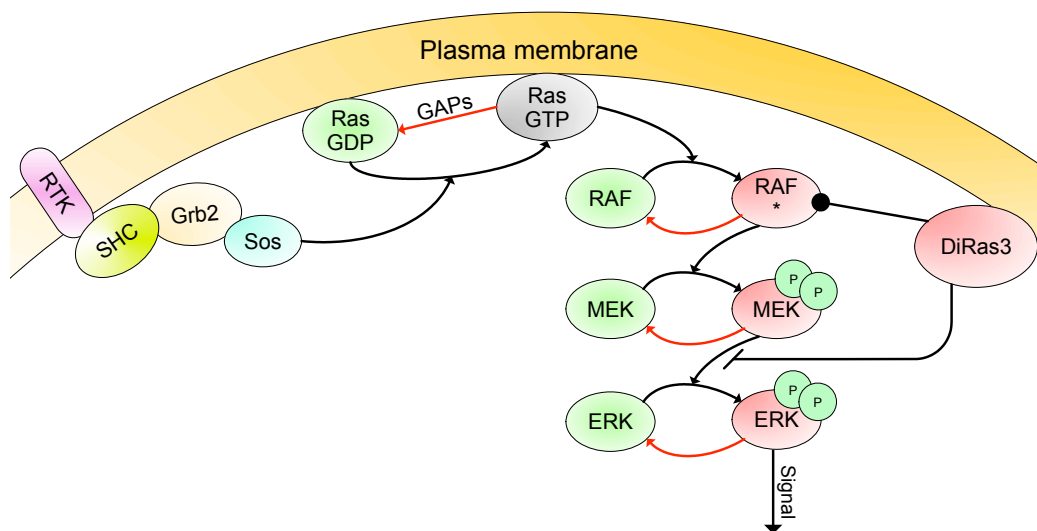 Plasma membrane
GAPs
Ras
GDP
Ras
GTP
RTK
SHC
Grb2
Sos
RAF
RAF
*
DiRas3
MEK
MEK
P
P
ERK
ERK
P
P
Signal